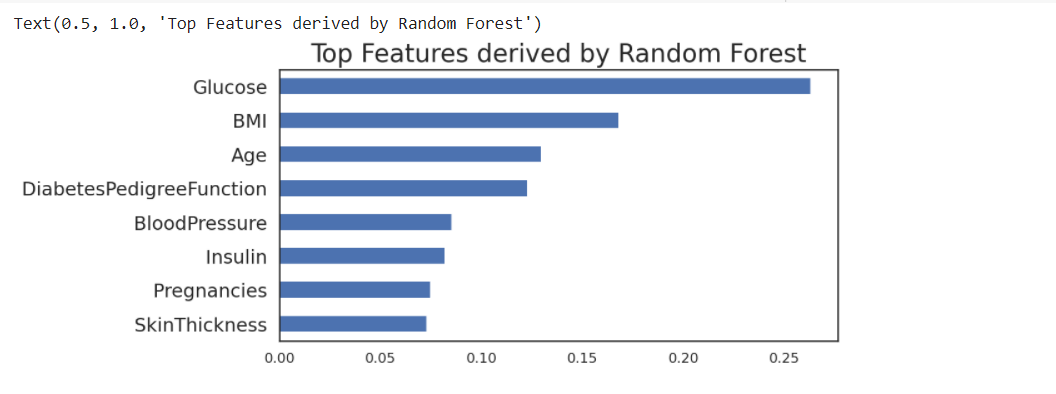 Text(0.5, 1.0, 'Top Features derived by Random Forest')
Top Features derived by Random Forest
Glucose
BMI
Age
DiabetesPedigreeFunction
BloodPressure
Insulin
Pregnancies
SkinThickness
0.00 0.05 0.10 0.15 0.20 0.25